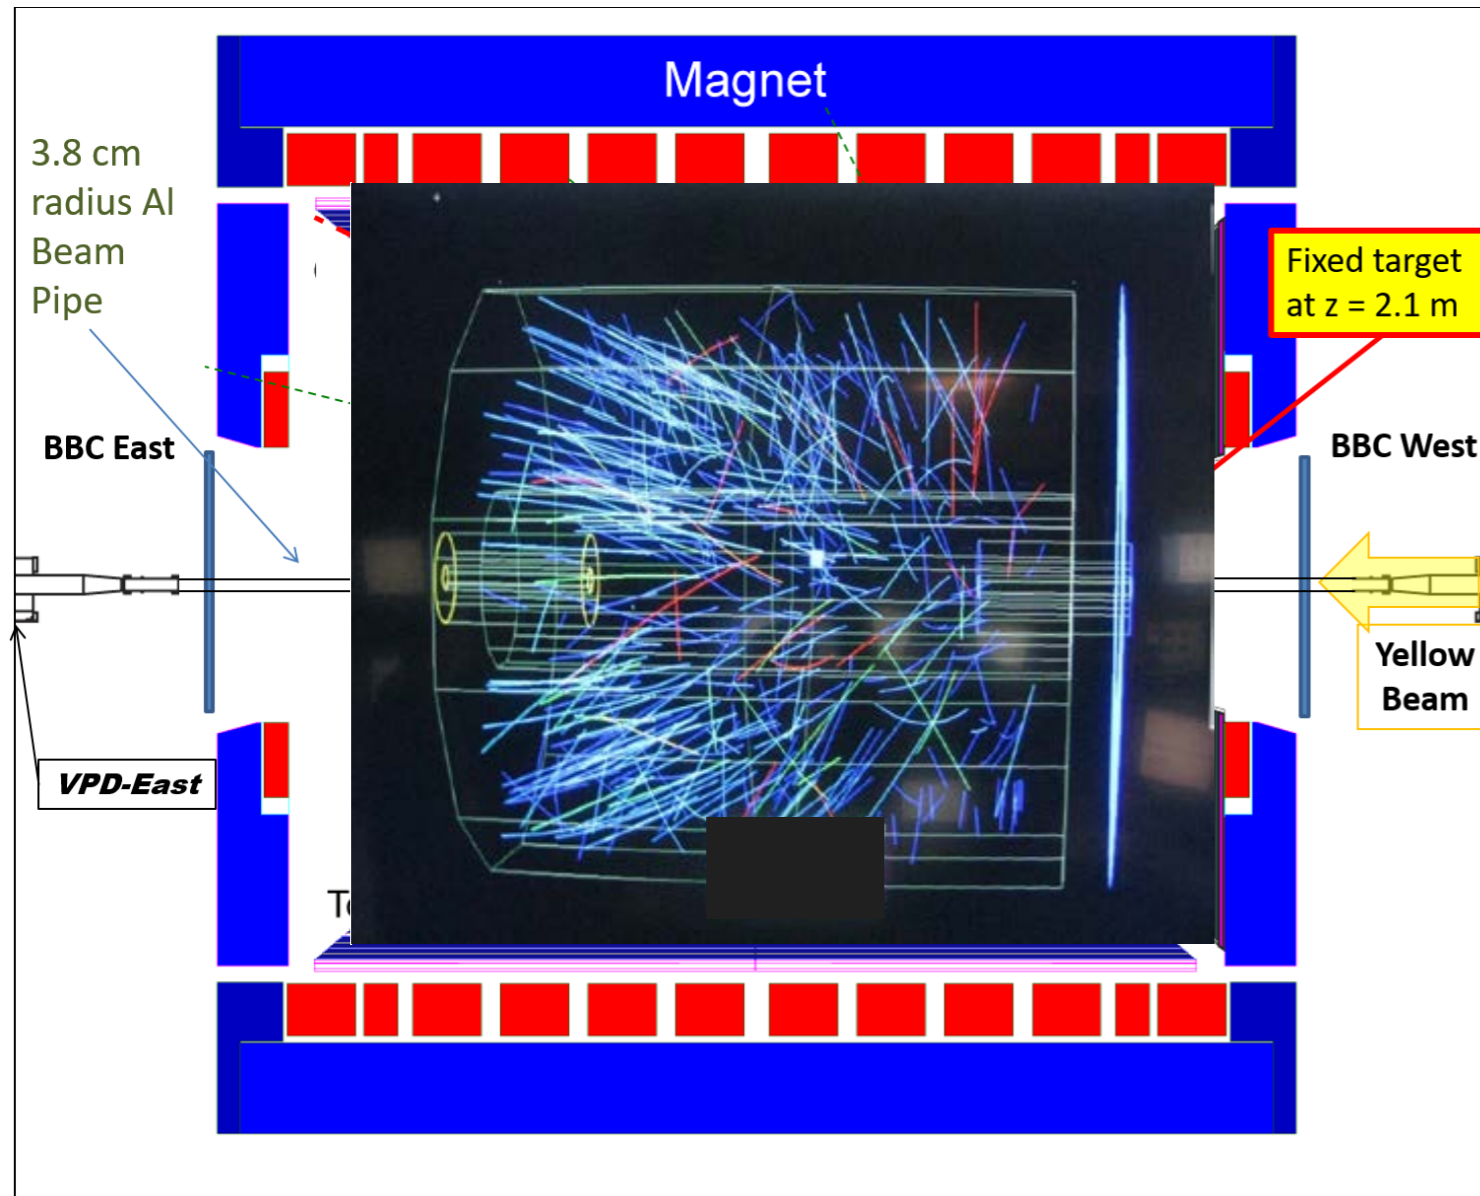 Magnet
3.8 cm
radius Al
Beam
Pipe
Fixed target
at z = 2.1 m
BBC East
BBC West
Yellow
Beam
VPD-East